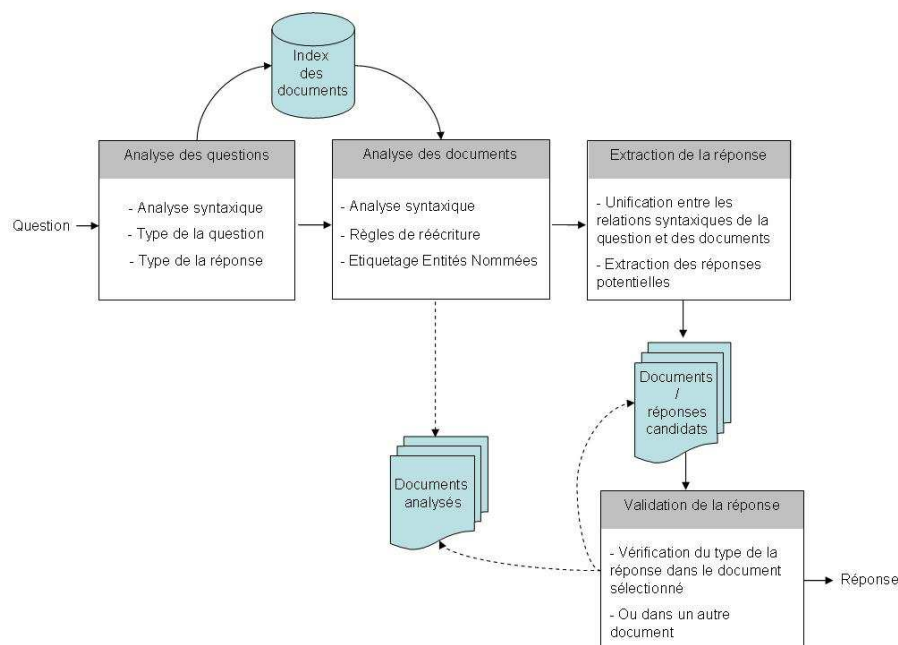 Index
des
documents
Analyse des questions
Analyse des documents
Extraction de la réponse
Question
- Analyse syntaxique
- Type de la question
- Type de la réponse
- Analyse syntaxique
- Règles de réécriture
- Etiquetage Entités Nommées
- Unification entre les
relations syntaxiques de la
question et des documents
- Extraction des réponses
potentielles
Documents
/
réponses
candidats
Documents
analysés
Validation de la réponse
- Vérification du type de la
réponse dans le document
sélectionné
- Ou dans un autre
document
Réponse